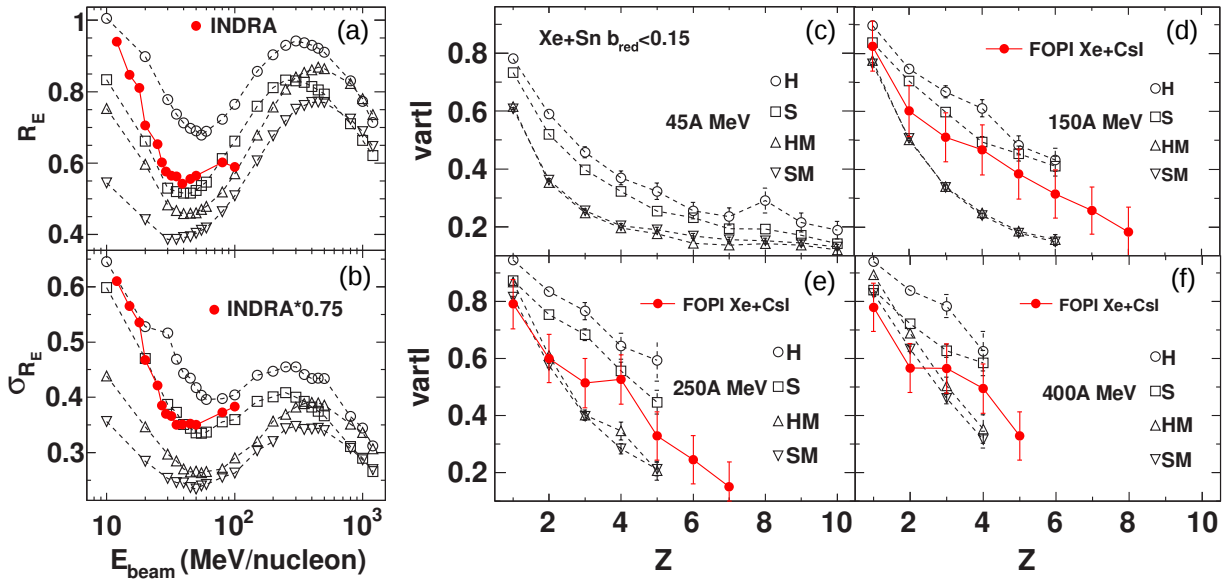 INDRA (a)
R_E
1
0.8
0.6
0.4
INDRA*0.75 (b)
σ_R_E
0.6
0.5
0.4
0.3
10 10² 10³
E_beam (MeV/nucleon)
Xe+Sn b_red<0.15 (c)
vartl
0.8
0.6
0.4
0.2
45A MeV
H
S
HM
SM
(d)
FOPI Xe+CsI
150A MeV
H
S
HM
SM
(e)
FOPI Xe+CsI
vartl
0.8
0.6
0.4
0.2
250A MeV
H
S
HM
SM
2 4 6 8 10
Z
(f)
FOPI Xe+CsI
400A MeV
H
S
HM
SM
2 4 6 8 10
Z